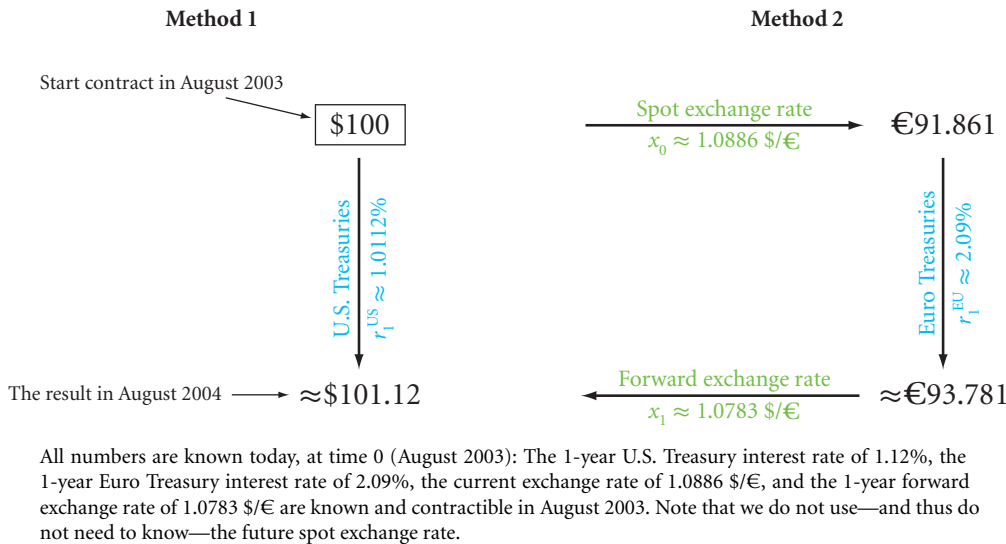 Method 1
Method 2
Start contract in August 2003
$100
Spot exchange rate
x0 ≈ 1.0886 $/€
€91.861
U.S. Treasuries
r1^US ≈ 1.0112%
Euro Treasuries
r1^EU ≈ 2.09%
The result in August 2004
≈$101.12
Forward exchange rate
x1 ≈ 1.0783 $/€
≈€93.781
All numbers are known today, at time 0 (August 2003): The 1-year U.S. Treasury interest rate of 1.12%, the
1-year Euro Treasury interest rate of 2.09%, the current exchange rate of 1.0886 $/€, and the 1-year forward
exchange rate of 1.0783 $/€ are known and contractible in August 2003. Note that we do not use—and thus do
not need to know—the future spot exchange rate.